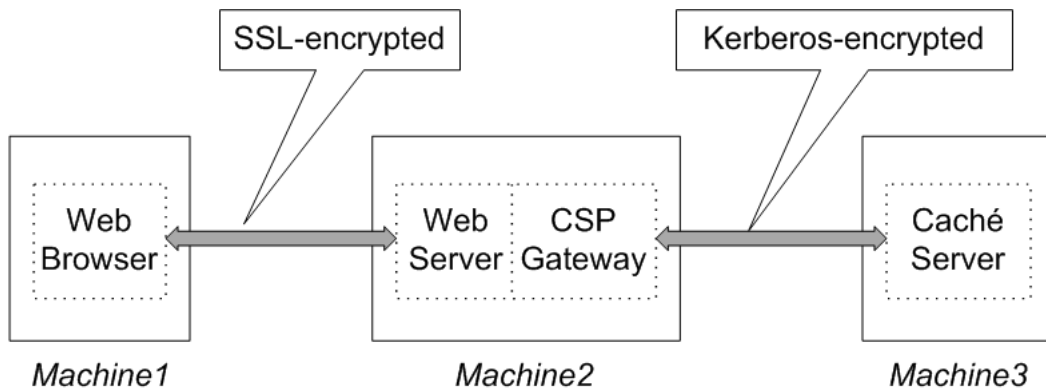 SSL-encrypted
Kerberos-encrypted
Web
Browser
Web
Server
CSP
Gateway
Caché
Server
Machine1
Machine2
Machine3